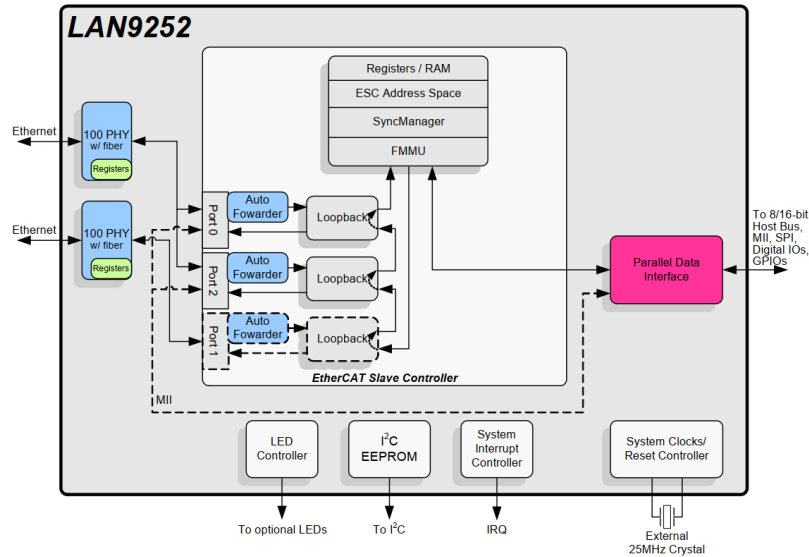 LAN9252
Registers / RAM
ESC Address Space
SyncManager
FMMU
Ethernet
100 PHY
w/ fiber
Registers
Ethernet
100 PHY
w/ fiber
Registers
Port 0
Auto
Fowarder
Loopback
Port 2
Auto
Fowarder
Loopback
Port 1
Auto
Fowarder
Loopback
EtherCAT Slave Controller
MII
Parallel Data
Interface
To 8/16-bit
Host Bus,
MII, SPI,
Digital IOs,
GPIOs
LED
Controller
I²C
EEPROM
System
Interrupt
Controller
System Clocks/
Reset Controller
To optional LEDs
To I²C
IRQ
External
25MHz Crystal